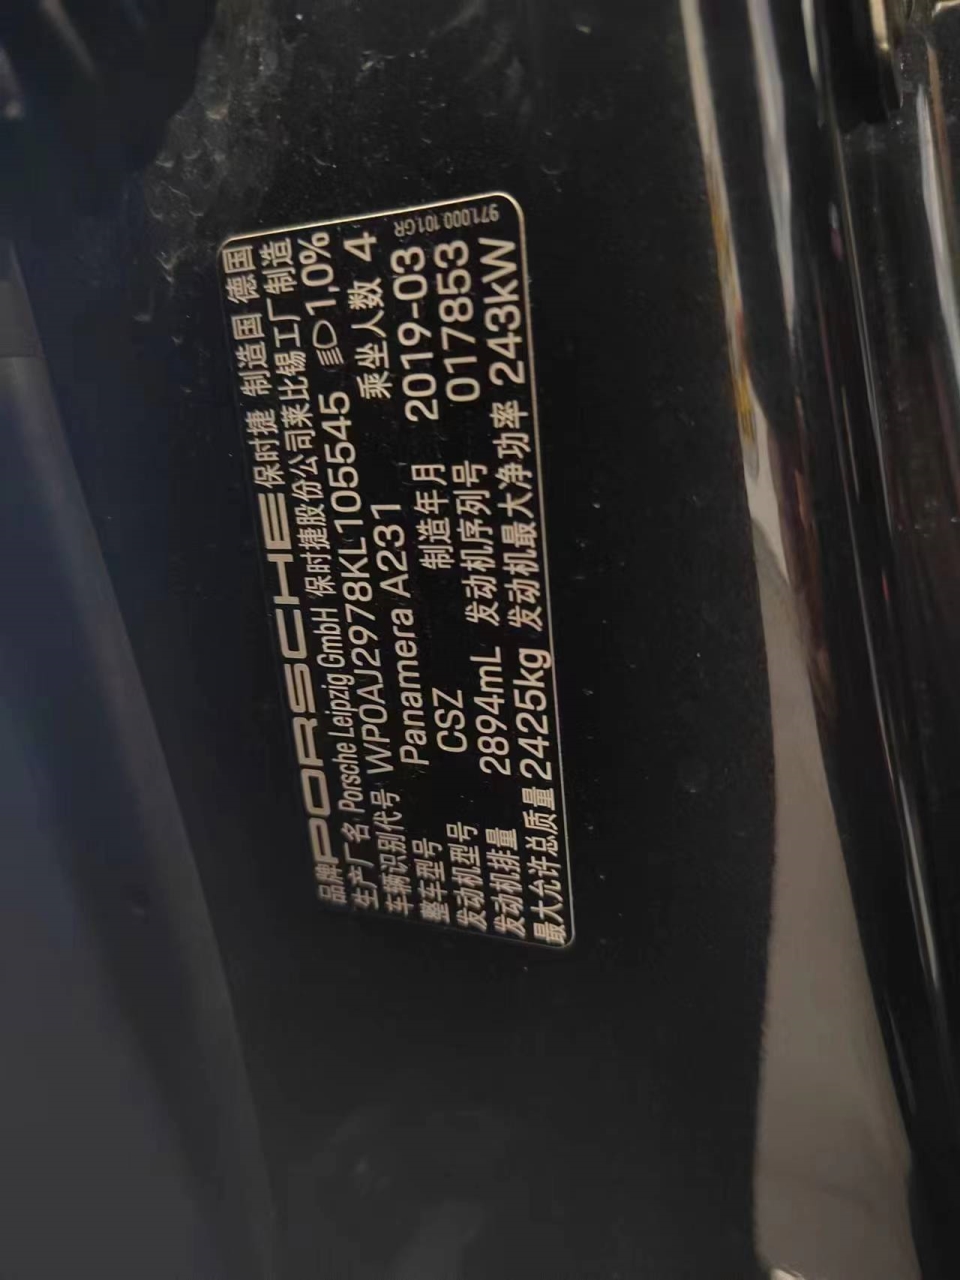 品牌 PORSCHE 保时捷 制造国 德国
生产厂名 Porsche Leipzig GmbH 保时捷股份公司莱比锡工厂制造
车辆识别代号 WP0AJ2978KL105545 1,0%
整车型号 Panamera A231 乘坐人数 4
发动机型号 CSZ 制造年月 2019-03
发动机排量 2894mL 发动机序列号 017853
最大允许总质量 2425kg 发动机最大净功率 243kW
971.000.101.GR